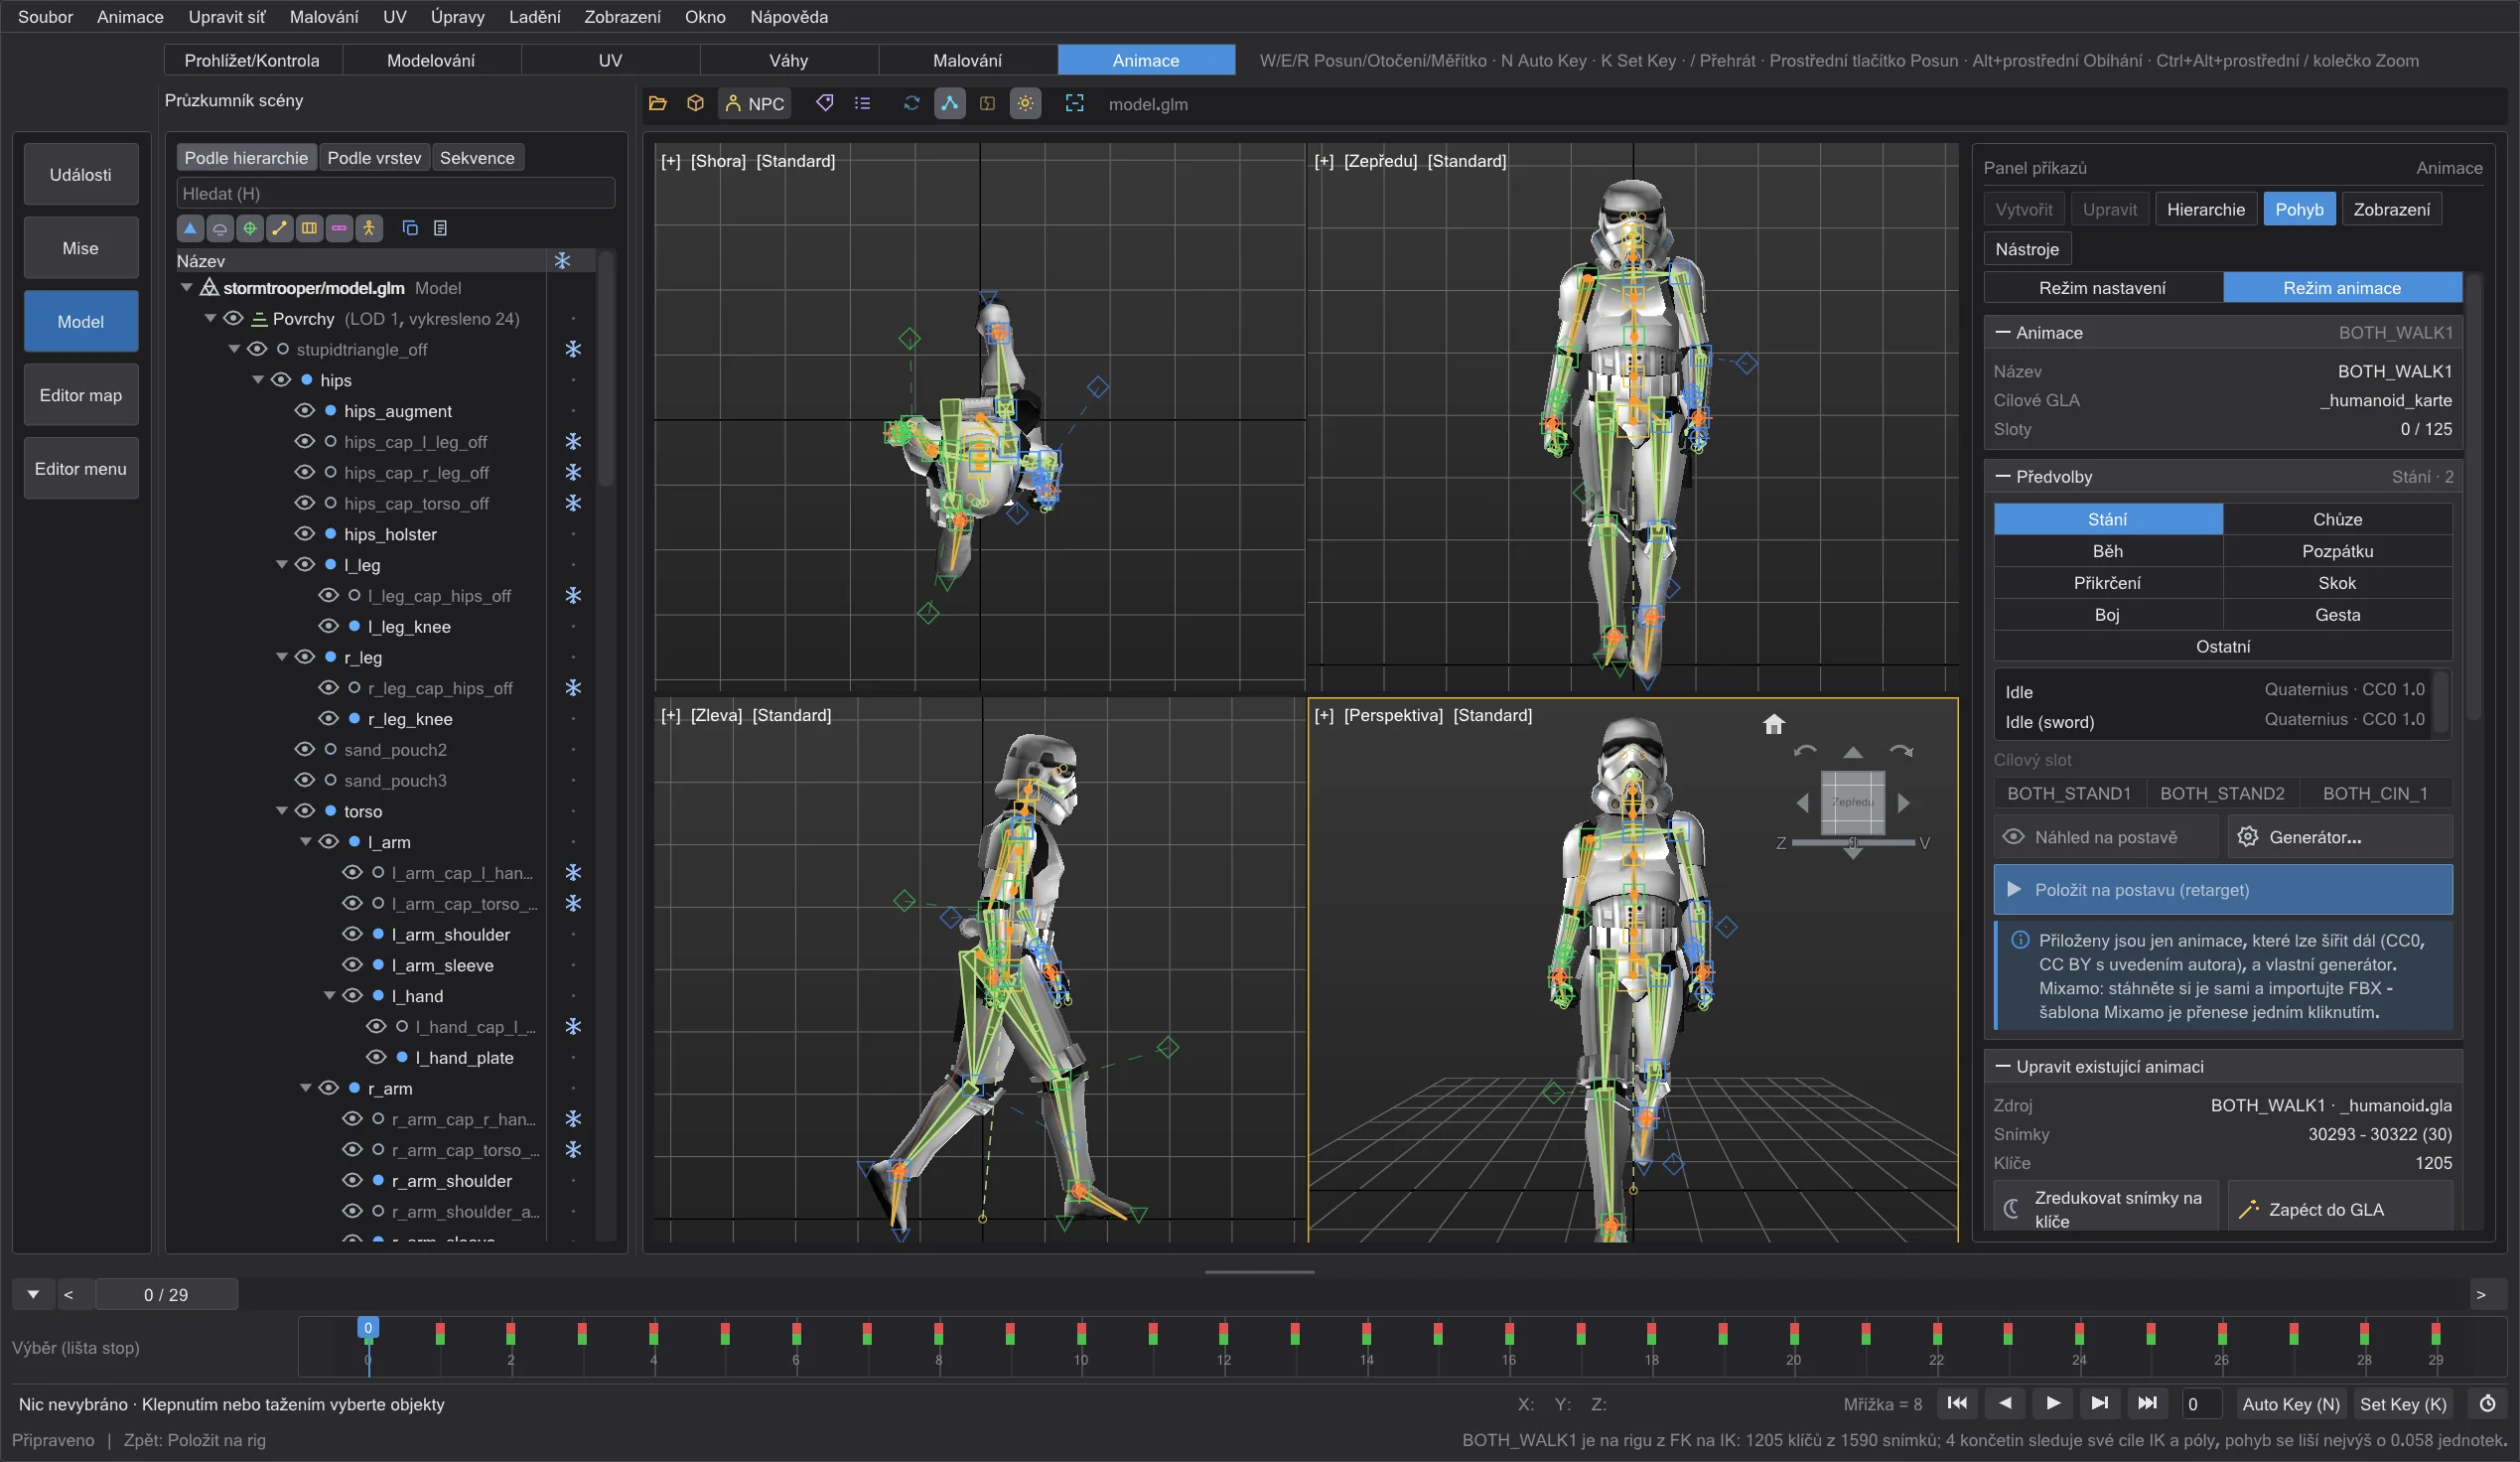 Soubor Animace Upravit síť Malování UV Úpravy Ladění Zobrazení Okno Nápověda
Prohlížet/Kontrola Modelování UV Váhy Malování Animace W/E/R Posun/Otočení/Měřítko · N Auto Key · K Set Key · / Přehrát · Prostřední tlačítko Posun · Alt+prostřední Obíhání · Ctrl+Alt+prostřední / kolečko Zoom
Průzkumník scény
NPC model.glm
Události
Mise
Model
Editor map
Editor menu
Podle hierarchie Podle vrstev Sekvence
Hledat (H)
Název
stormtrooper/model.glm Model
Povrchy (LOD 1, vykresleno 24)
stupidtriangle_off
hips
hips_augment
hips_cap_l_leg_off
hips_cap_r_leg_off
hips_cap_torso_off
hips_holster
l_leg
l_leg_cap_hips_off
l_leg_knee
r_leg
r_leg_cap_hips_off
r_leg_knee
sand_pouch2
sand_pouch3
torso
l_arm
l_arm_cap_l_han...
l_arm_cap_torso_...
l_arm_shoulder
l_arm_sleeve
l_hand
l_hand_cap_l_...
l_hand_plate
r_arm
r_arm_cap_r_han...
r_arm_cap_torso_...
r_arm_shoulder
r_arm_shoulder_a...
r_arm_sleeve
[+] [Shora] [Standard]
[+] [Zepředu] [Standard]
[+] [Zleva] [Standard]
[+] [Perspektiva] [Standard]
Zepředu
Z V
Panel příkazů Animace
Vytvořit Upravit Hierarchie Pohyb Zobrazení
Nástroje
Režim nastavení Režim animace
Animace BOTH_WALK1
Název BOTH_WALK1
Cílové GLA _humanoid_karte
Sloty 0 / 125
Předvolby Stání · 2
Stání Chůze
Běh Pozpátku
Přikrčení Skok
Boj Gesta
Ostatní
Idle Quaternius · CC0 1.0
Idle (sword) Quaternius · CC0 1.0
Cílový slot
BOTH_STAND1 BOTH_STAND2 BOTH_CIN_1
Náhled na postavě Generátor...
Položit na postavu (retarget)
Přiloženy jsou jen animace, které lze šířit dál (CC0,
CC BY s uvedením autora), a vlastní generátor.
Mixamo: stáhněte si je sami a importujte FBX -
šablona Mixamo je přenese jedním kliknutím.
Upravit existující animaci
Zdroj BOTH_WALK1 · _humanoid.gla
Snímky 30293 - 30322 (30)
Klíče 1205
Zredukovat snímky na
klíče
Zapéct do GLA
< 0 / 29 >
Výběr (lišta stop)
0
0 2 4 6 8 10 12 14 16 18 20 22 24 26 28 29
Nic nevybráno · Klepnutím nebo tažením vyberte objekty X: Y: Z: Mřížka = 8 0 Auto Key (N) Set Key (K)
Připraveno | Zpět: Položit na rig BOTH_WALK1 je na rigu z FK na IK: 1205 klíčů z 1590 snímků; 4 končetin sleduje své cíle IK a póly, pohyb se liší nejvýš o 0.058 jednotek.